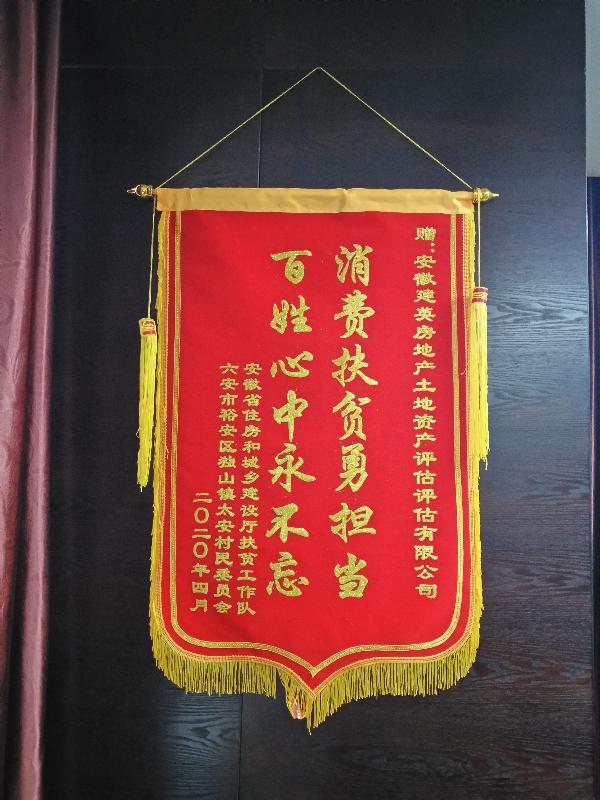 赠：安徽建英房地产土地资产评估评估有限公司
消费扶贫勇担当
百姓心中永不忘
安徽省住房和城乡建设厅扶贫工作队
六安市裕安区独山镇太安村民委员会
二〇二〇年四月